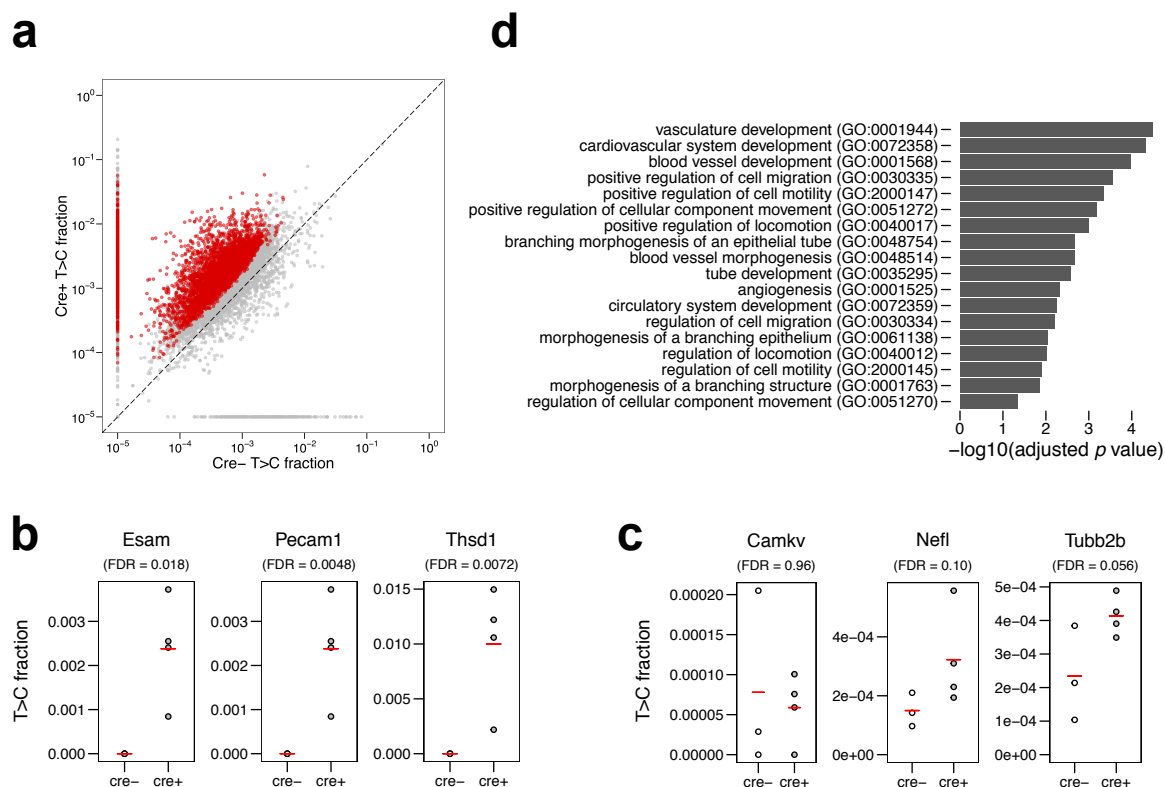 a
10⁰
10⁻¹
10⁻²
10⁻³
10⁻⁴
10⁻⁵
Cre+ T>C fraction
10⁻⁵ 10⁻⁴ 10⁻³ 10⁻² 10⁻¹ 10⁰
Cre− T>C fraction
d
vasculature development (GO:0001944)
cardiovascular system development (GO:0072358)
blood vessel development (GO:0001568)
positive regulation of cell migration (GO:0030335)
positive regulation of cell motility (GO:2000147)
positive regulation of cellular component movement (GO:0051272)
positive regulation of locomotion (GO:0040017)
branching morphogenesis of an epithelial tube (GO:0048754)
blood vessel morphogenesis (GO:0048514)
tube development (GO:0035295)
angiogenesis (GO:0001525)
circulatory system development (GO:0072359)
regulation of cell migration (GO:0030334)
morphogenesis of a branching epithelium (GO:0061138)
regulation of locomotion (GO:0040012)
regulation of cell motility (GO:2000145)
morphogenesis of a branching structure (GO:0001763)
regulation of cellular component movement (GO:0051270)
0 1 2 3 4
−log10(adjusted p value)
b
T>C fraction
Esam
(FDR = 0.018)
0.003
0.002
0.001
0.000
cre− cre+
Pecam1
(FDR = 0.0048)
0.003
0.002
0.001
0.000
cre− cre+
Thsd1
(FDR = 0.0072)
0.015
0.010
0.005
0.000
cre− cre+
c
T>C fraction
Camkv
(FDR = 0.96)
0.00020
0.00015
0.00010
0.00005
0.00000
cre− cre+
Nefl
(FDR = 0.10)
4e−04
2e−04
0e+00
cre− cre+
Tubb2b
(FDR = 0.056)
5e−04
4e−04
3e−04
2e−04
1e−04
0e+00
cre− cre+